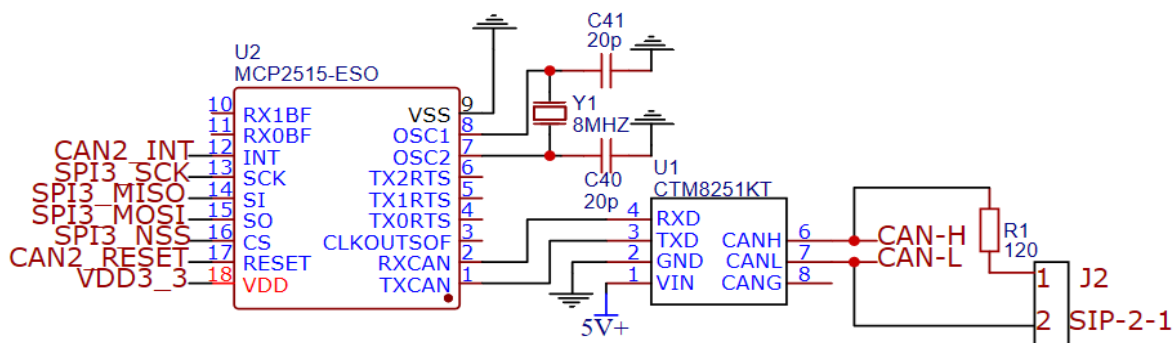 C41
20p
U2
MCP2515-ESO
10 RX1BF VSS 9
11 RX0BF OSC1 8
Y1
8MHZ
CAN2_INT 12 INT OSC2 7
SPI3_SCK 13 SCK TX2RTS 6
C40
20p
SPI3_MISO 14 SI TX1RTS 5
SPI3_MOSI 15 SO TX0RTS 4
SPI3_NSS 16 CS CLKOUTSOF 3
CAN2_RESET 17 RESET RXCAN 2
VDD3_3 18 VDD TXCAN 1
U1
CTM8251KT
4 RXD
3 TXD CANH 6 CAN-H
2 GND CANL 7 CAN-L
1 VIN CANG 8
5V+
R1
120
1 J2
2 SIP-2-1